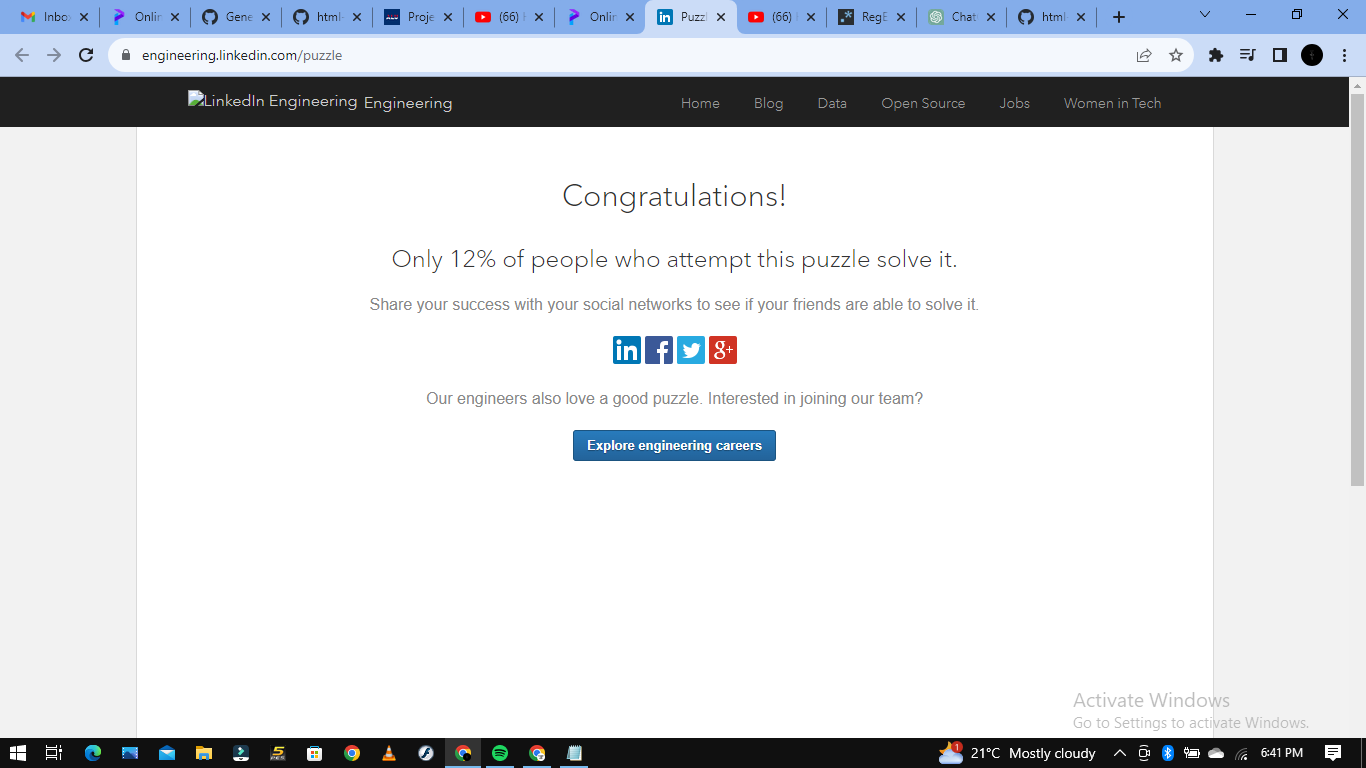 Inbo
Onlin
Gene
html-
Proje
(66) H
Onlin
Puzzl
(66)
RegE
Chat
html-
engineering.linkedin.com/puzzle
LinkedIn Engineering Engineering Home Blog Data Open Source Jobs Women in Tech
Congratulations!
Only 12% of people who attempt this puzzle solve it.
Share your success with your social networks to see if your friends are able to solve it.
in f g+
Our engineers also love a good puzzle. Interested in joining our team?
Explore engineering careers
Activate Windows
Go to Settings to activate Windows.
1 21°C Mostly cloudy 6:41 PM